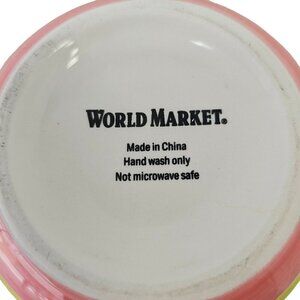 WORLD MARKET®
Made in China
Hand wash only
Not microwave safe